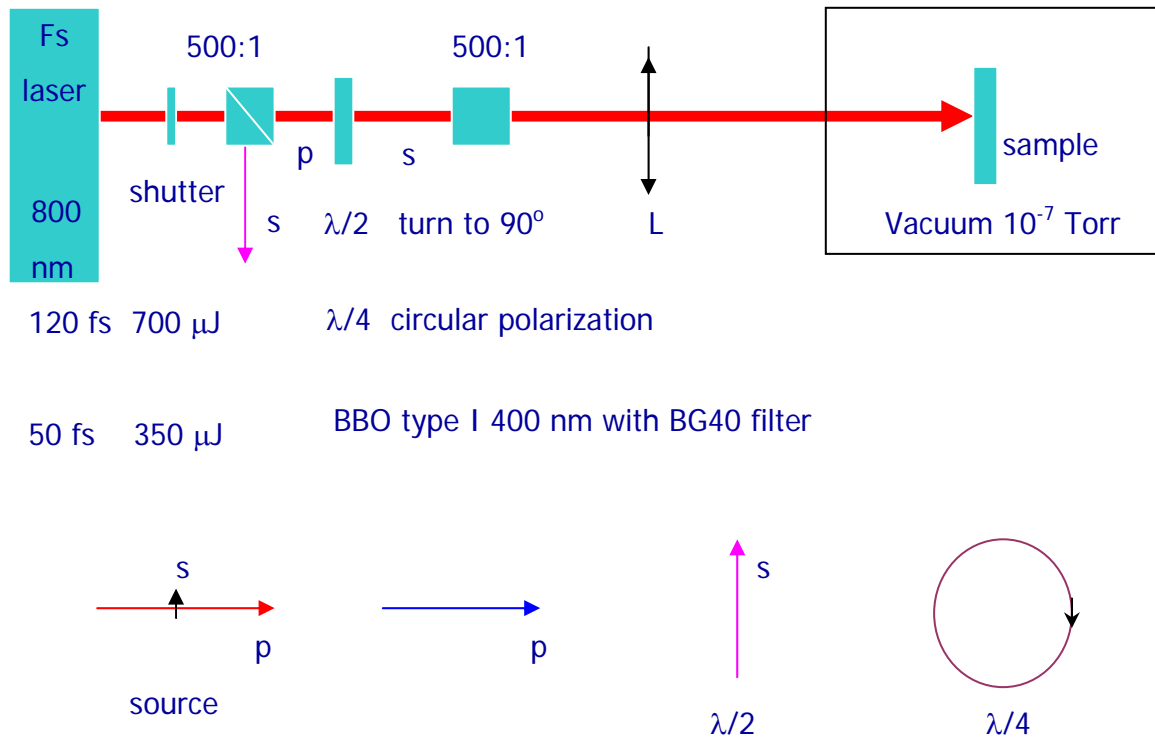 Fs
laser
800
nm
500:1
500:1
shutter
p
s
s
λ/2 turn to 90°
L
sample
Vacuum 10⁻⁷ Torr
120 fs 700 μJ
λ/4 circular polarization
50 fs 350 μJ
BBO type I 400 nm with BG40 filter
s
p
source
p
s
λ/2
λ/4